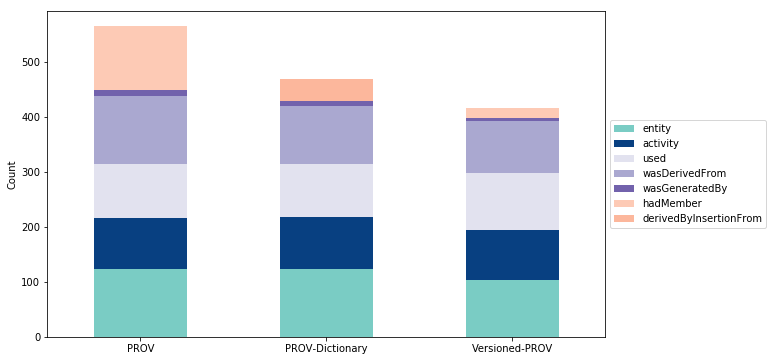 Count
500
400
300
200
100
0
PROV
PROV-Dictionary
Versioned-PROV
entity
activity
used
wasDerivedFrom
wasGeneratedBy
hadMember
derivedByInsertionFrom